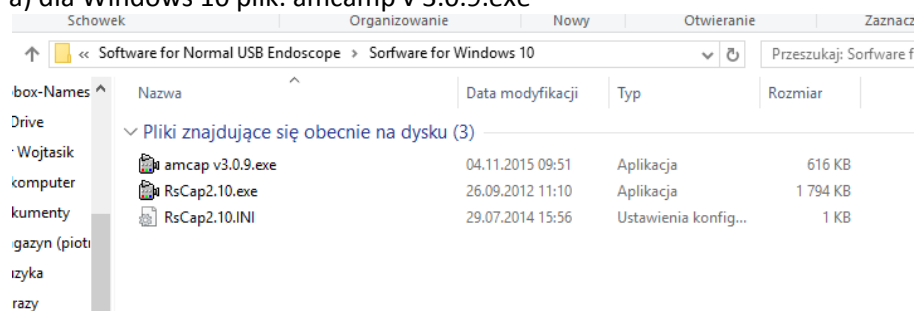 a) dla Windows 10 plik: amcamp v 3.0.9.exe
Schowek Organizowanie Nowy Otwieranie Zaznacz
« Software for Normal USB Endoscope > Sorfware for Windows 10 Przeszukaj: Sorfware f
box-Names Nazwa Data modyfikacji Typ Rozmiar
Drive Pliki znajdujące się obecnie na dysku (3)
Wojtasik amcap v3.0.9.exe 04.11.2015 09:51 Aplikacja 616 KB
komputer RsCap2.10.exe 26.09.2012 11:10 Aplikacja 1 794 KB
kumenty RsCap2.10.INI 29.07.2014 15:56 Ustawienia konfig... 1 KB
gazyn (piotr
uzyka
razy